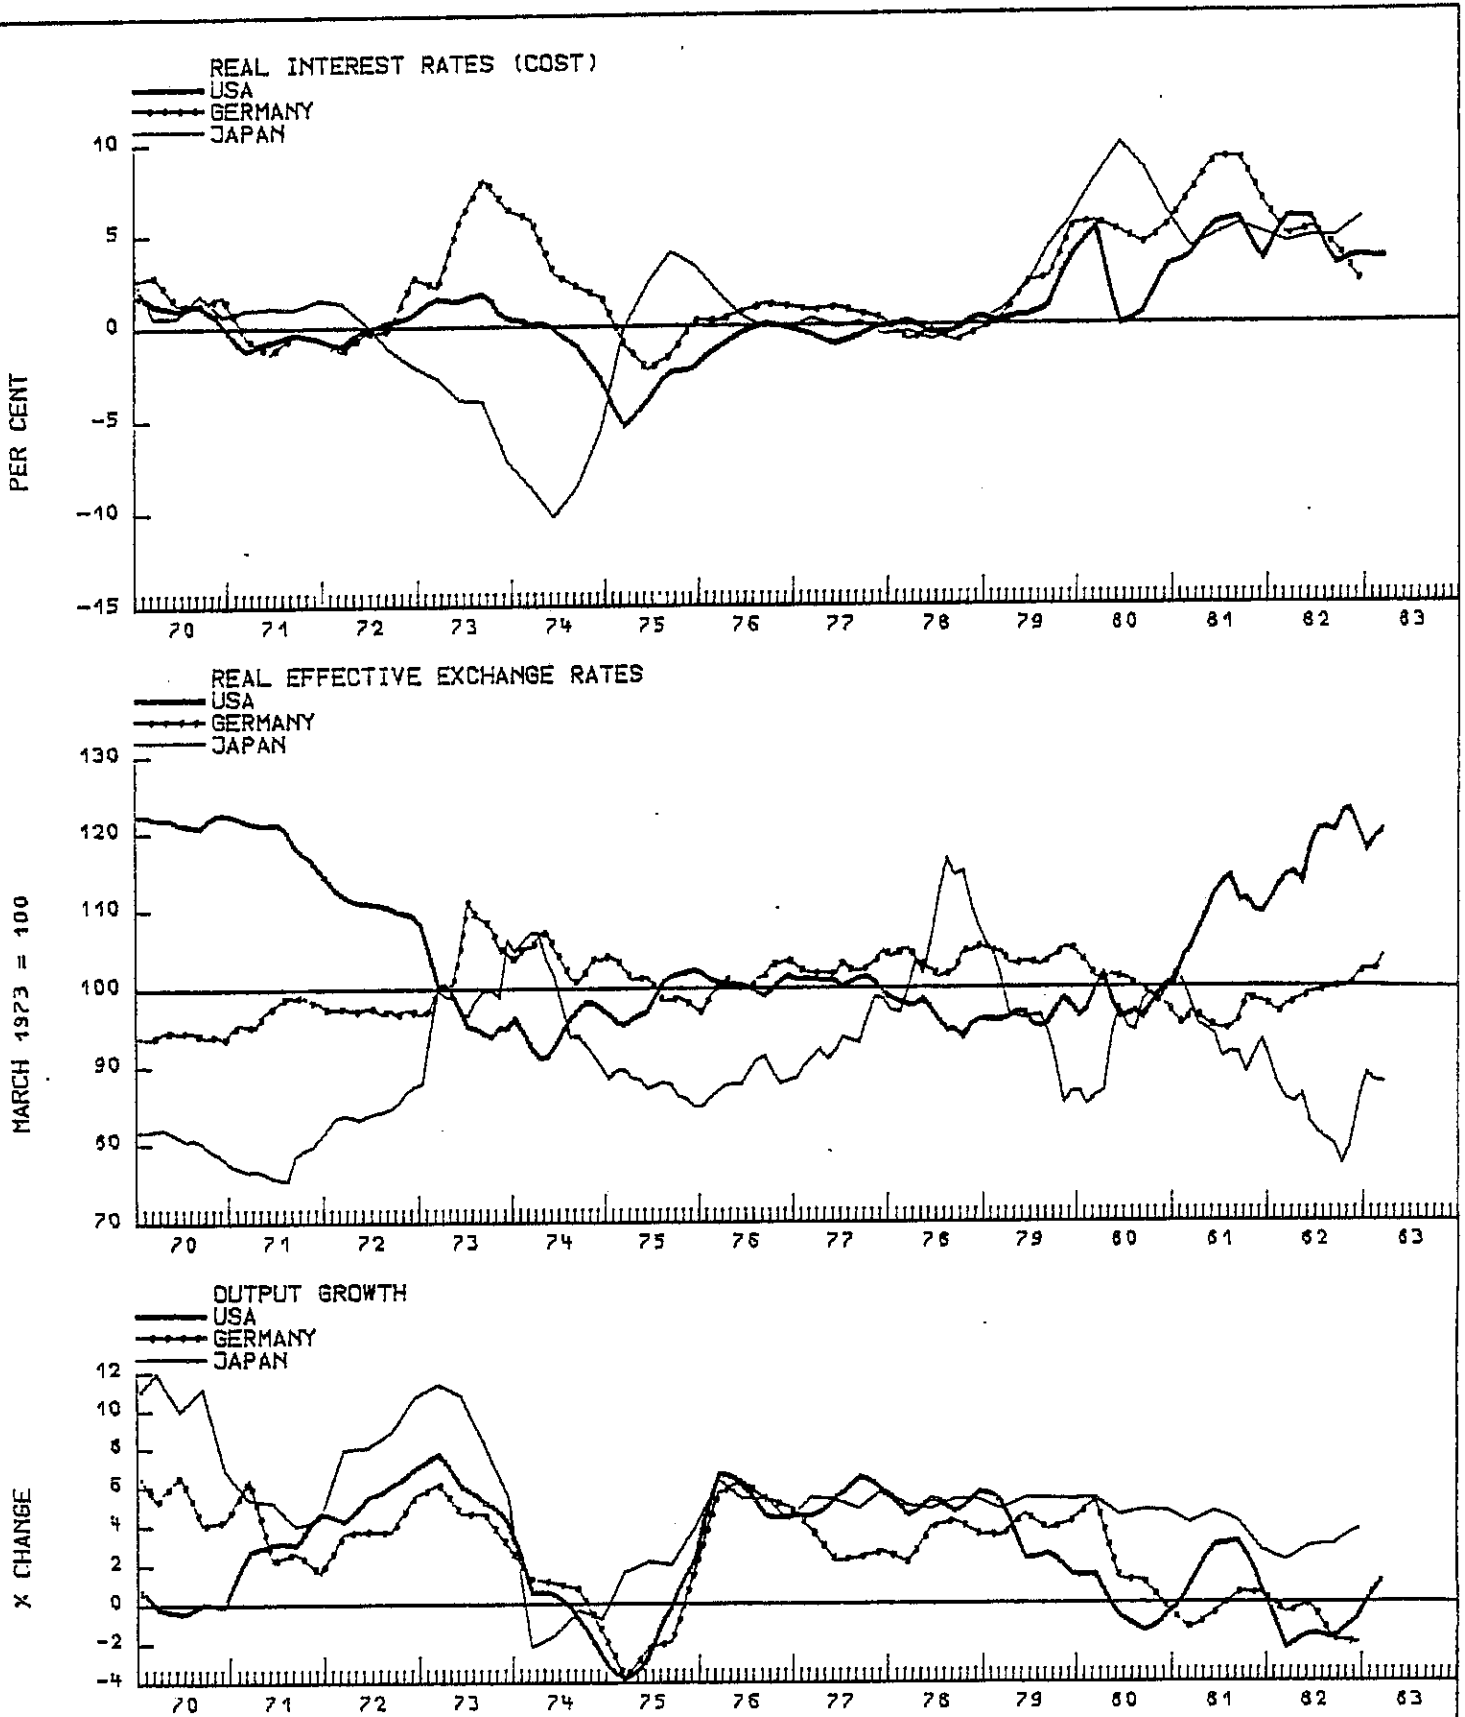 REAL INTEREST RATES (COST)
USA
GERMANY
JAPAN
10
5
0
-5
-10
-15
PER CENT
70 71 72 73 74 75 76 77 78 79 80 81 82 83
REAL EFFECTIVE EXCHANGE RATES
USA
GERMANY
JAPAN
130
120
110
100
90
80
70
MARCH 1973 = 100
70 71 72 73 74 75 76 77 78 79 80 81 82 83
OUTPUT GROWTH
USA
GERMANY
JAPAN
12
10
8
6
4
2
0
-2
-4
% CHANGE
70 71 72 73 74 75 76 77 78 79 80 81 82 83